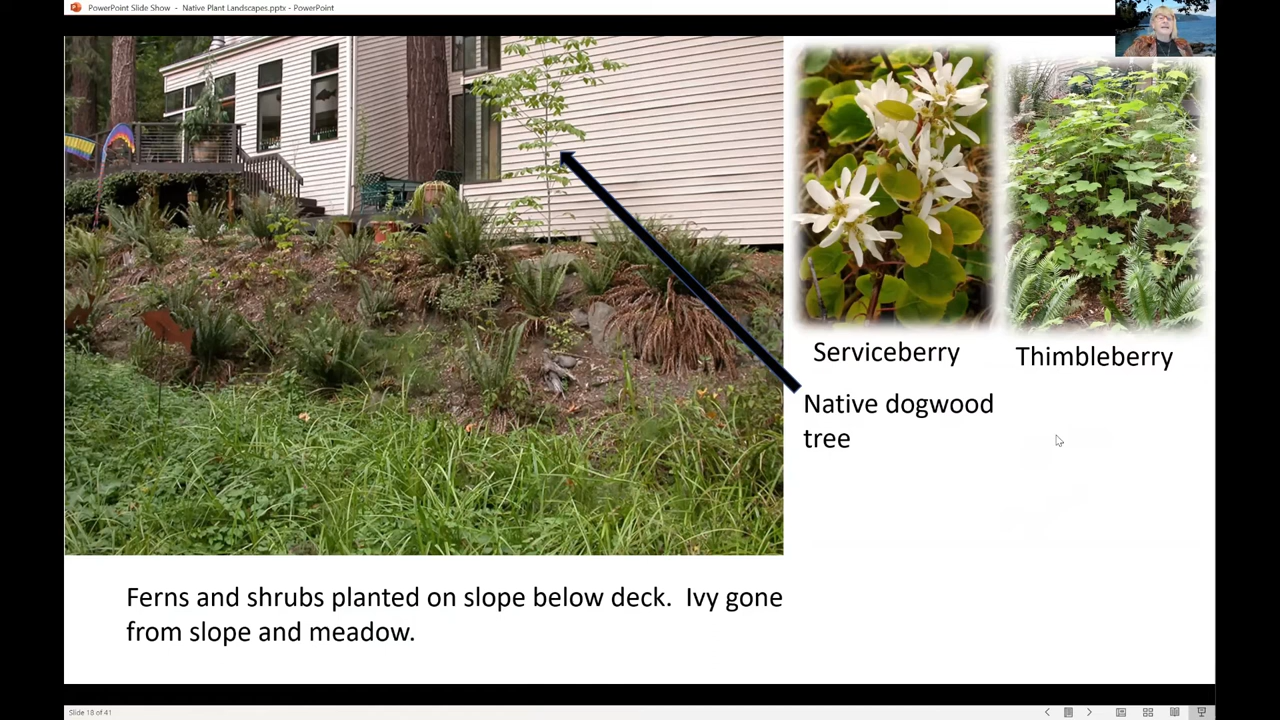 PowerPoint Slide Show - Native Plant Landscapes.pptx - PowerPoint
Serviceberry
Thimbleberry
Native dogwood
tree
Ferns and shrubs planted on slope below deck. Ivy gone
from slope and meadow.
Slide 18 of 41